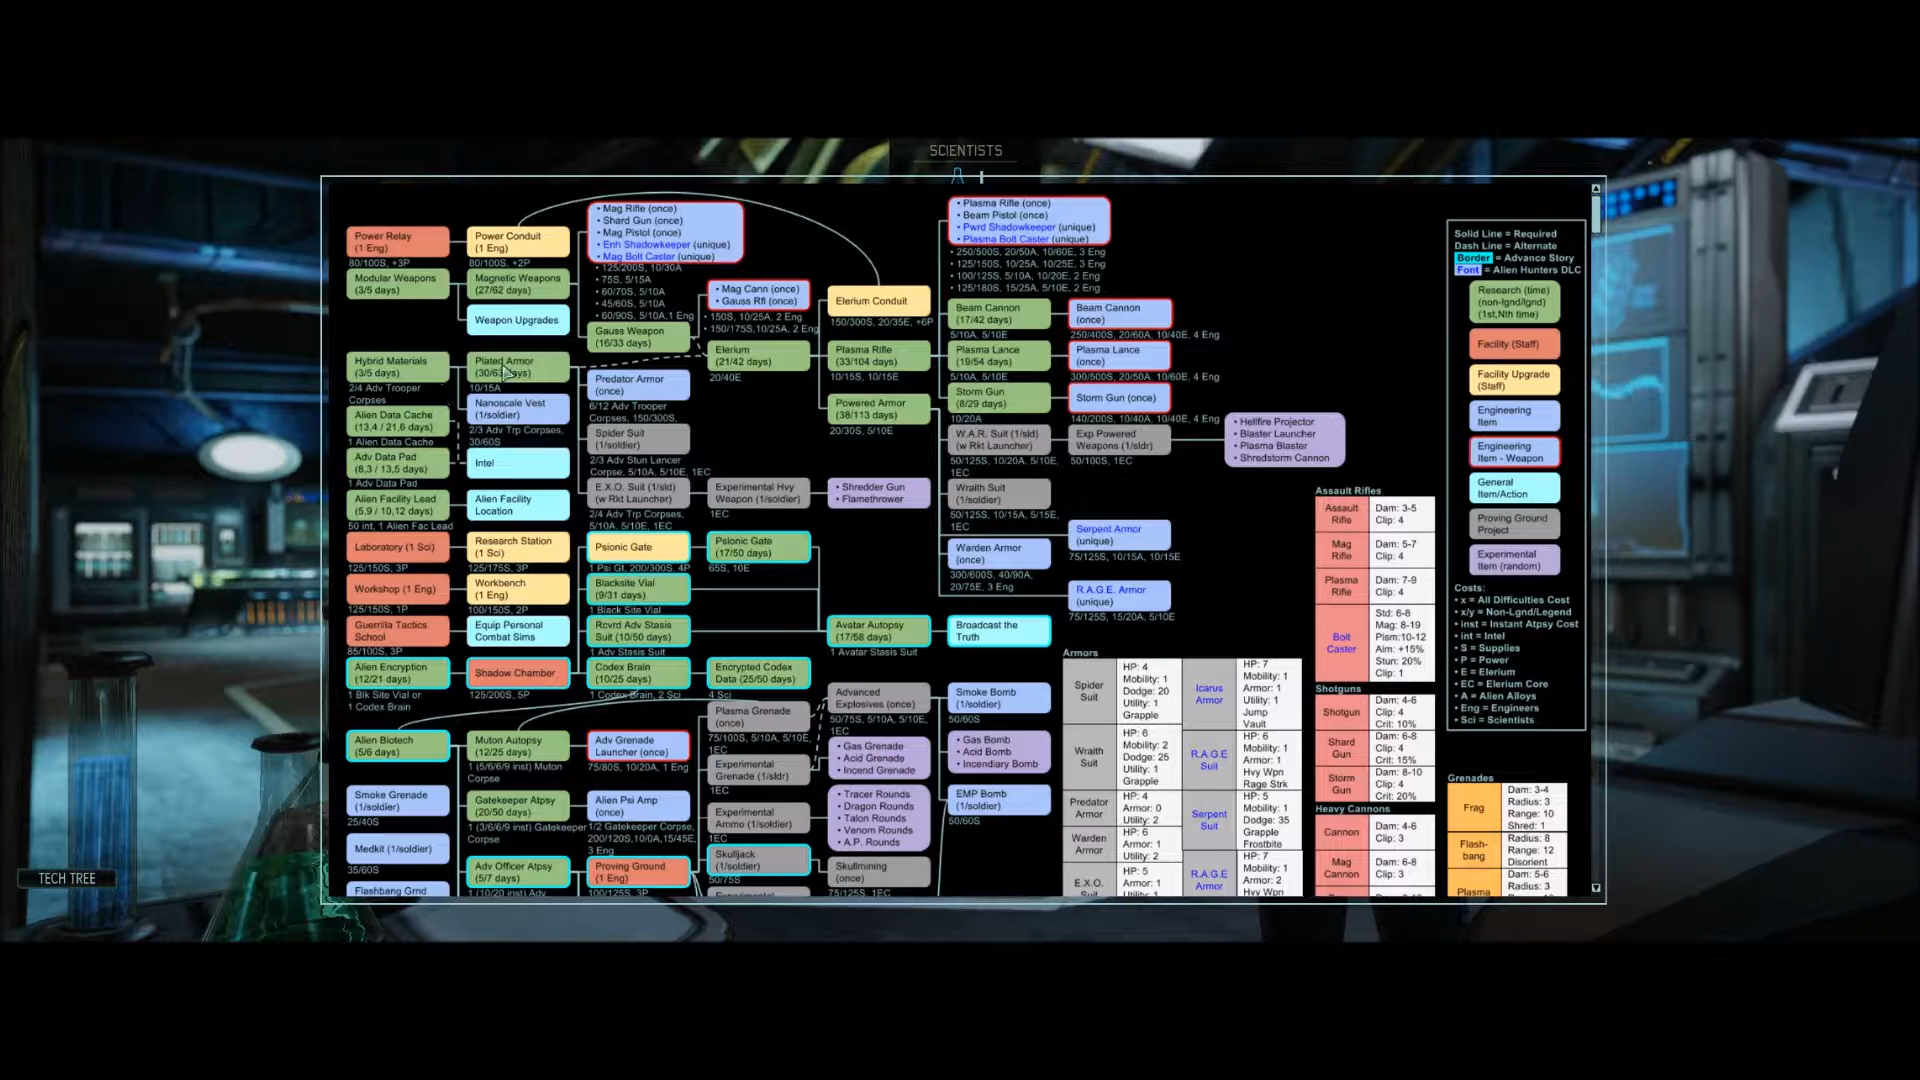 SCIENTISTS
TECH TREE
Power Relay
(1 Eng)
80/100S, +3P
Power Conduit
(1 Eng)
80/100S, +2P
Modular Weapons
(3/5 days)
Magnetic Weapons
(27/62 days)
Weapon Upgrades
• Mag Rifle (once)
• Shard Gun (once)
• Mag Pistol (once)
• Enh Shadowkeeper (unique)
• Mag Bolt Caster (unique)
• 125/200S, 10/30A
• 75S, 5/15A
• 60/70S, 5/10A
• 45/60S, 5/10A
• 60/90S, 5/10A,1 Eng
Gauss Weapon
(16/33 days)
• Mag Cann (once)
• Gauss Rfl (once)
• 150S, 10/25A, 2 Eng
• 150/175S,10/25A, 2 Eng
Elerium
(21/42 days)
20/40E
Elerium Conduit
150/300S, 20/35E, +6P
Plasma Rifle
(33/104 days)
10/15S, 10/15E
Powered Armor
(38/113 days)
20/30S, 5/10E
• Plasma Rifle (once)
• Beam Pistol (once)
• Pwrd Shadowkeeper (unique)
• Plasma Bolt Caster (unique)
• 250/500S, 20/50A, 10/60E, 3 Eng
• 125/150S, 10/25A, 10/25E, 3 Eng
• 100/125S, 5/10A, 10/20E, 2 Eng
• 125/180S, 15/25A, 5/10E, 2 Eng
Beam Cannon
(17/42 days)
5/10A, 5/10E
Beam Cannon
(once)
250/400S, 20/60A, 10/40E, 4 Eng
Plasma Lance
(19/54 days)
5/10A, 5/10E
Plasma Lance
(once)
300/500S, 20/50A, 10/60E, 4 Eng
Storm Gun
(8/29 days)
10/20A
Storm Gun (once)
140/200S, 10/40A, 10/40E, 4 Eng
Hybrid Materials
(3/5 days)
2/4 Adv Trooper
Corpses
Plated Armor
10/15A
Nanoscale Vest
(1/soldier)
2/3 Adv Trp Corpses,
30/60S
Predator Armor
(once)
6/12 Adv Trooper
Corpses, 150/300S,
Spider Suit
(1/soldier)
2/3 Adv Stun Lancer
Corpse, 5/10A, 5/10E, 1EC
E.X.O. Suit (1/sld)
(w Rkt Launcher)
2/4 Adv Trp Corpses,
5/10A, 5/10E, 1EC
Experimental Hvy
Weapon (1/soldier)
1EC
• Shredder Gun
• Flamethrower
W.A.R. Suit (1/sld)
(w Rkt Launcher)
50/125S, 10/20A, 5/10E,
1EC
Exp Powered
Weapons (1/sldr)
50/100S, 1EC
• Hellfire Projector
• Blaster Launcher
• Plasma Blaster
• Shredstorm Cannon
Wraith Suit
(1/soldier)
50/125S, 10/15A, 5/15E,
1EC
Warden Armor
(once)
300/600S, 40/90A,
20/75E, 3 Eng
Serpent Armor
(unique)
75/125S, 10/15A, 10/15E
R.A.G.E. Armor
(unique)
75/125S, 15/20A, 5/10E
Alien Data Cache
(13,4 / 21,6 days)
1 Alien Data Cache
Adv Data Pad
(8,3 / 13,5 days)
1 Adv Data Pad
Intel
Alien Facility Lead
(5.9 / 10,12 days)
50 int, 1 Alien Fac Lead
Alien Facility
Location
Laboratory (1 Sci)
125/150S, 3P
Research Station
(1 Sci)
125/175S, 3P
Psionic Gate
1 Psi Gt, 200/300S, 4P
Psionic Gate
(17/50 days)
65S, 10E
Workshop (1 Eng)
125/150S, 1P
Workbench
(1 Eng)
100/150S, 2P
Blacksite Vial
(9/31 days)
1 Black Site Vial
Guerrilla Tactics
School
85/100S, 3P
Equip Personal
Combat Sims
Rcvrd Adv Stasis
Suit (10/50 days)
1 Adv Stasis Suit
Avatar Autopsy
(17/58 days)
1 Avatar Stasis Suit
Broadcast the
Truth
Alien Encryption
(12/21 days)
1 Blk Site Vial or
1 Codex Brain
Shadow Chamber
125/200S, 5P
Codex Brain
(10/25 days)
1 Codex Brain, 2 Sci
Encrypted Codex
Data (25/50 days)
4 Sci
Alien Biotech
(5/6 days)
Muton Autopsy
(12/25 days)
1 (5/6/6/9 inst) Muton
Corpse
Adv Grenade
Launcher (once)
75/80S, 10/20A, 1 Eng
Plasma Grenade
(once)
75/100S, 5/10A, 5/10E,
1EC
Experimental
Grenade (1/sldr)
1EC
Advanced
Explosives (once)
50/75S, 5/10A, 5/10E,
1EC
• Gas Grenade
• Acid Grenade
• Incend Grenade
Smoke Bomb
(1/soldier)
50/60S
• Gas Bomb
• Acid Bomb
• Incendiary Bomb
Smoke Grenade
(1/soldier)
25/40S
Gatekeeper Atpsy
(20/50 days)
1 (3/6/6/9 inst) Gatekeeper
Corpse
Alien Psi Amp
(once)
1/2 Gatekeeper Corpse,
200/120S, 10/0A,15/45E,
3 Eng
Experimental
Ammo (1/soldier)
1EC
• Tracer Rounds
• Dragon Rounds
• Talon Rounds
• Venom Rounds
• A.P. Rounds
EMP Bomb
(1/soldier)
50/60S
Medkit (1/soldier)
35/60S
Flashbang Grnd
Adv Officer Atpsy
(5/7 days)
1 (10/20 inst) Adv
Proving Ground
(1 Eng)
100/125S, 3P
Skulljack
(1/soldier)
50/75S
Skullmining
(once)
75/125S, 1EC
Armors
Spider
Suit
HP: 4
Mobility: 1
Dodge: 20
Utility: 1
Grapple
Icarus
Armor
HP: 7
Mobility: 1
Armor: 1
Utility: 1
Jump
Vault
Wraith
Suit
HP: 6
Mobility: 2
Dodge: 25
Utility: 1
Grapple
R.A.G.E
Suit
HP: 6
Mobility: 1
Armor: 1
Hvy Wpn
Rage Strk
Predator
Armor
HP: 4
Armor: 0
Utility: 2
Serpent
Suit
HP: 5
Mobility: 1
Dodge: 35
Grapple
Frostbite
Warden
Armor
HP: 6
Armor: 1
Utility: 2
E.X.O.
Suit
HP: 5
Armor: 1
Utility: 1
R.A.G.E
Armor
HP: 7
Mobility: 1
Armor: 2
Hvy Wpn
Assault Rifles
Assault
Rifle
Dam: 3-5
Clip: 4
Mag
Rifle
Dam: 5-7
Clip: 4
Plasma
Rifle
Dam: 7-9
Clip: 4
Bolt
Caster
Std: 6-8
Mag: 8-19
Plsm:10-12
Aim: +15%
Stun: 20%
Clip: 1
Shotguns
Shotgun
Dam: 4-6
Clip: 4
Crit: 10%
Shard
Gun
Dam: 6-8
Clip: 4
Crit: 15%
Storm
Gun
Dam: 8-10
Clip: 4
Crit: 20%
Heavy Cannons
Cannon
Dam: 4-6
Clip: 3
Mag
Cannon
Dam: 6-8
Clip: 3
Grenades
Frag
Dam: 3-4
Radius: 3
Range: 10
Shred: 1
Flash-
bang
Radius: 8
Range: 12
Disorient
Plasma
Dam: 5-6
Radius: 3
Solid Line = Required
Dash Line = Alternate
Border = Advance Story
Font = Alien Hunters DLC
Research (time)
(non-lgnd/lgnd)
(1st,Nth time)
Facility (Staff)
Facility Upgrade
(Staff)
Engineering
Item
Engineering
Item - Weapon
General
Item/Action
Proving Ground
Project
Experimental
Item (random)
Costs:
• x = All Difficulties Cost
• x/y = Non-Lgnd/Legend
• inst = Instant Atpsy Cost
• int = Intel
• S = Supplies
• P = Power
• E = Elerium
• EC = Elerium Core
• A = Alien Alloys
• Eng = Engineers
• Sci = Scientists